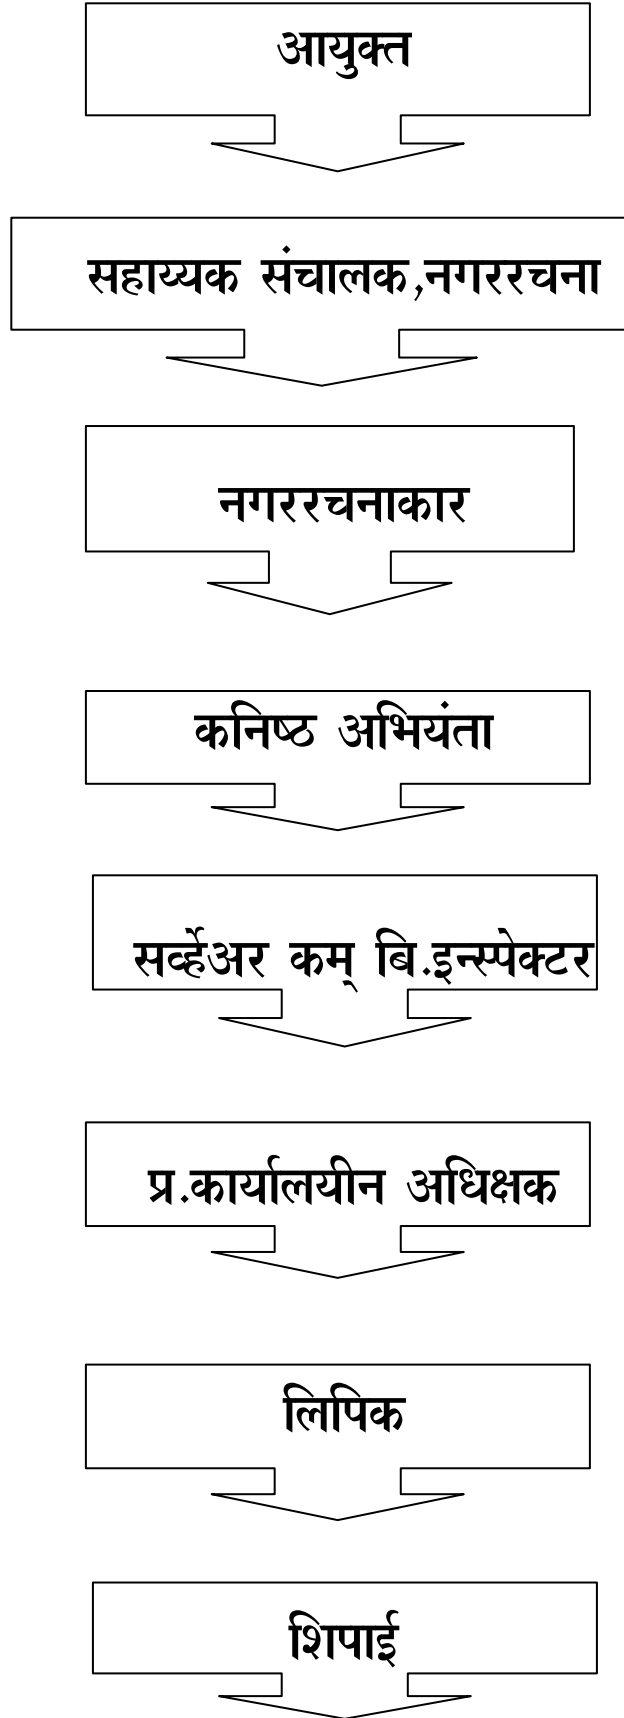 आयुक्त
सहाय्यक संचालक,नगररचना
नगररचनाकार
कनिष्ठ अभियंता
सर्व्हेअर कम् बि.इन्स्पेक्टर
प्र.कार्यालयीन अधिक्षक
लिपिक
शिपाई